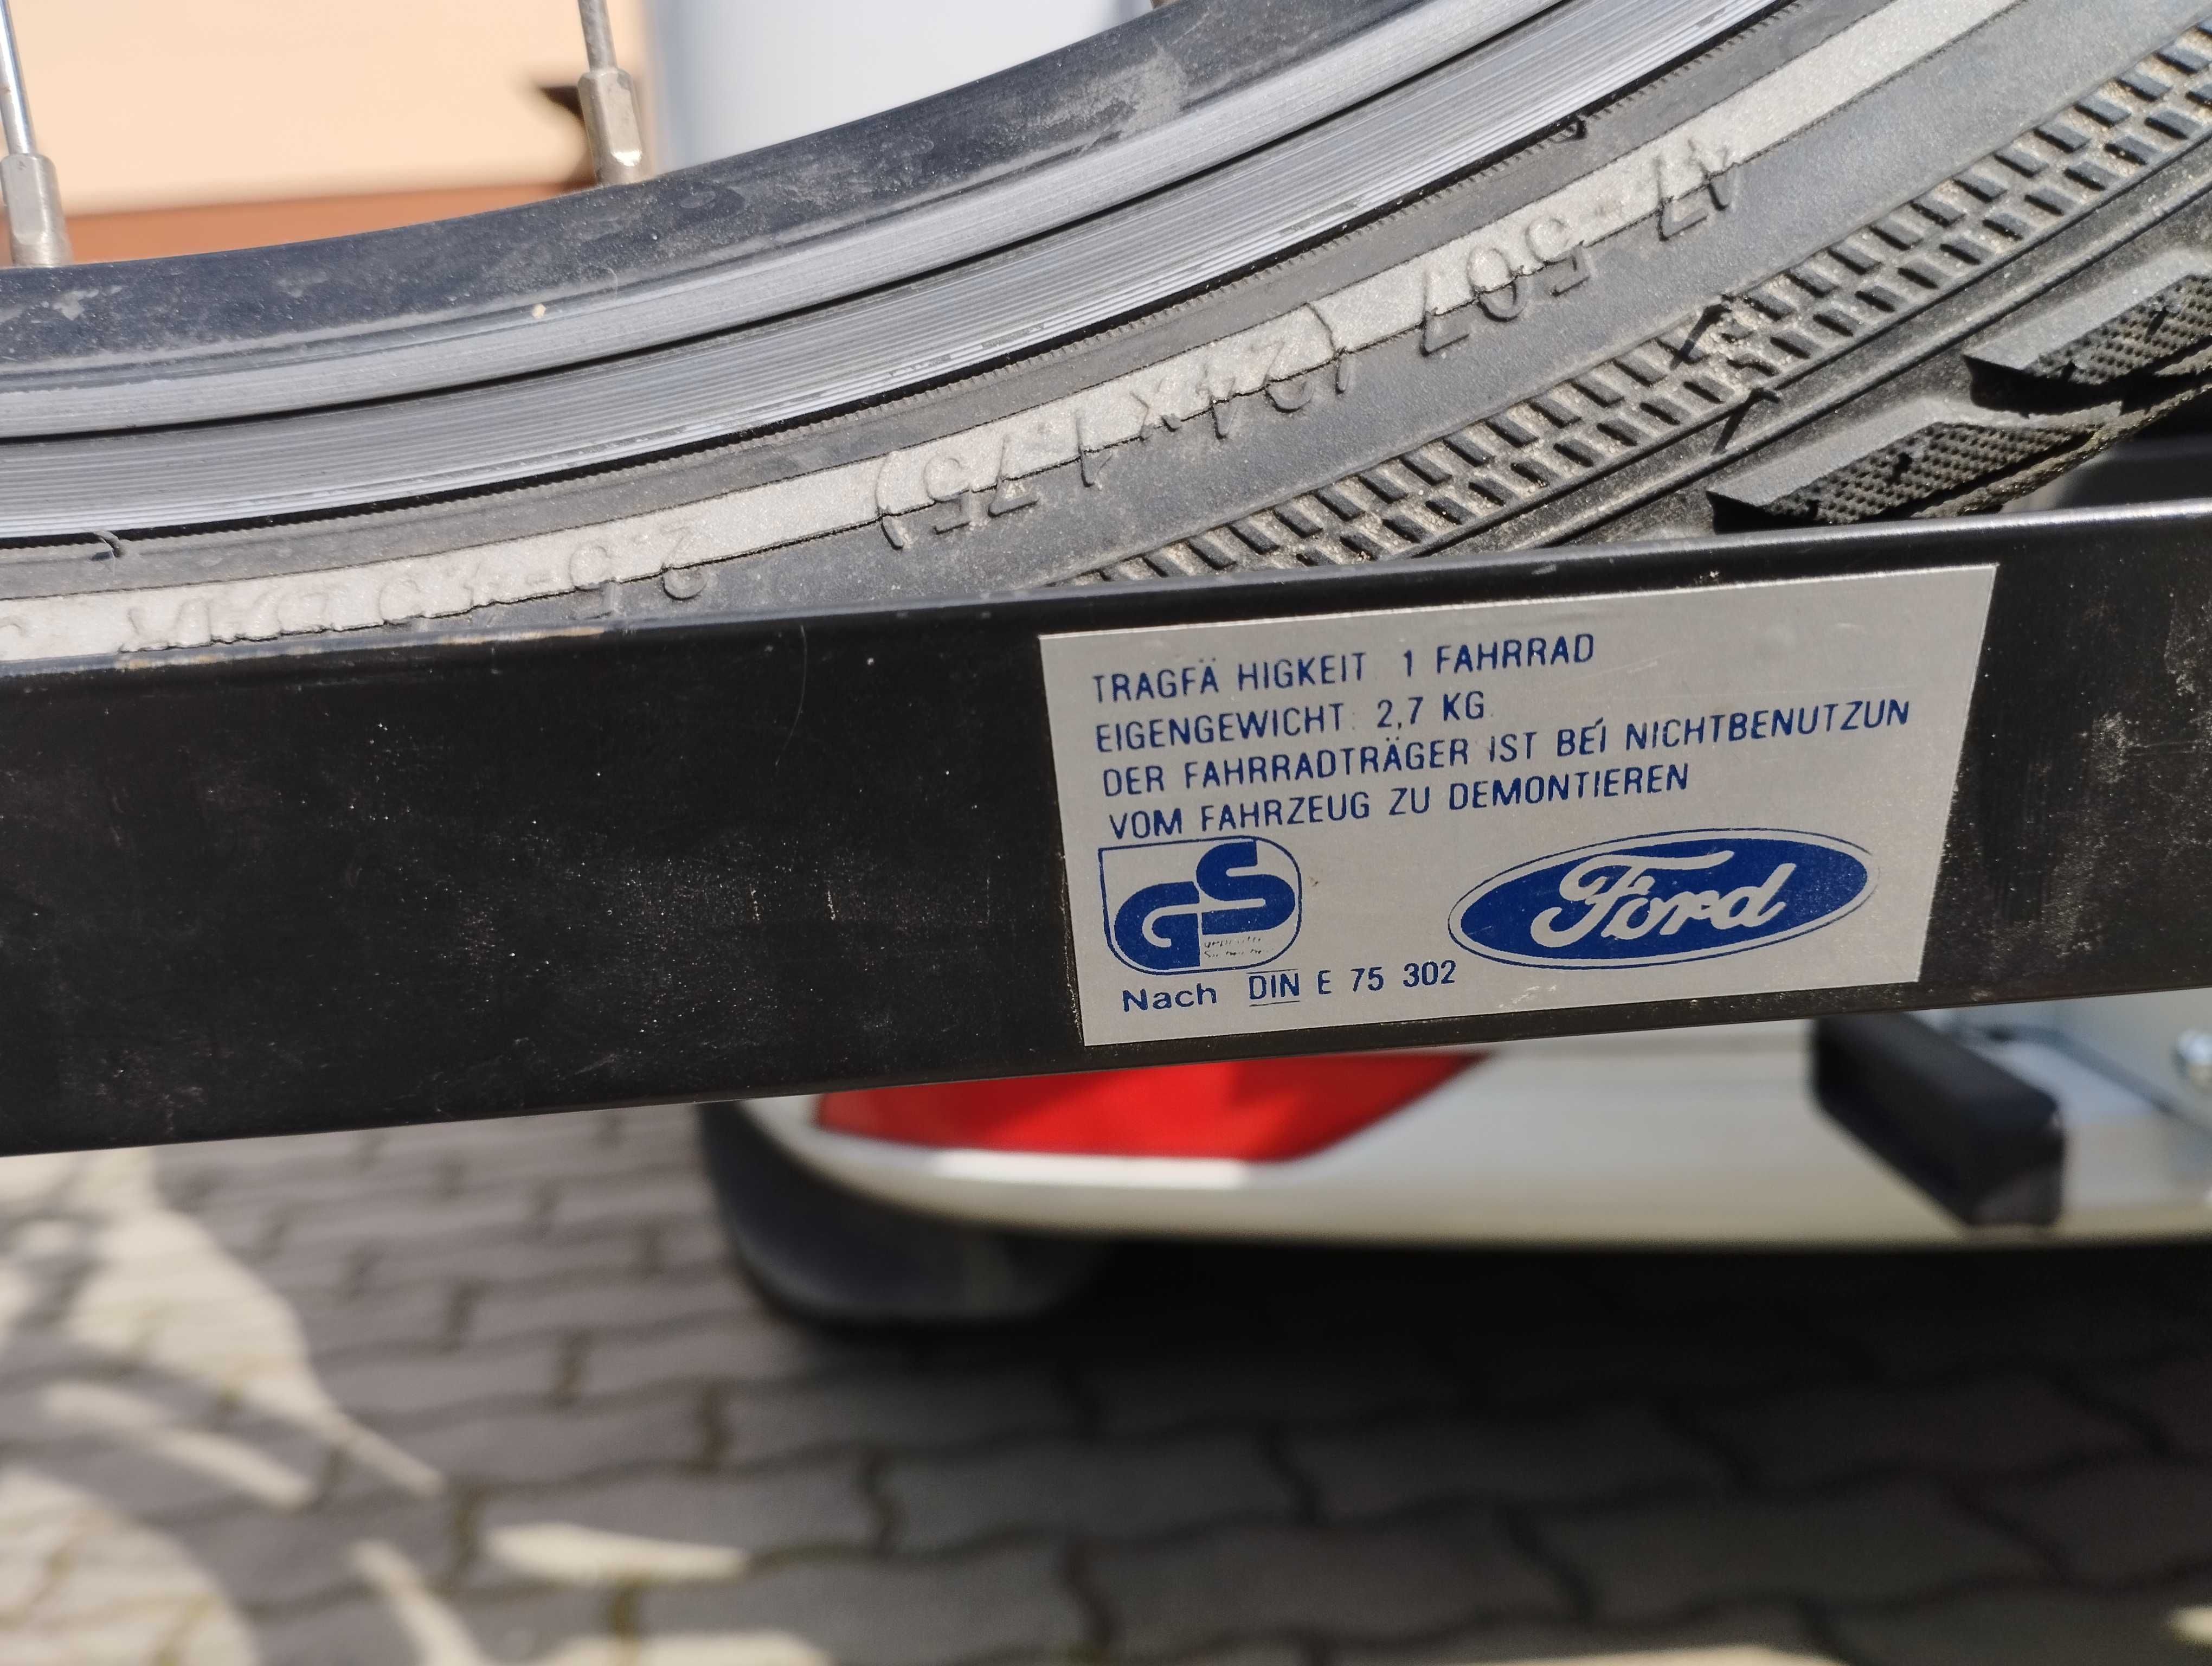 47-507 (24x1.75)
TRAGFÄ HIGKEIT 1 FAHRRAD
EIGENGEWICHT: 2,7 KG
DER FAHRRADTRÄGER IST BEI NICHTBENUTZUN
VOM FAHRZEUG ZU DEMONTIEREN
GS
Ford
Nach DIN E 75 302